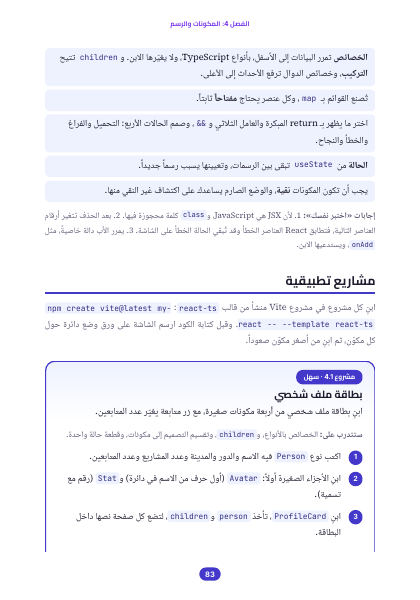 الفصل 4: المكونات والرسم
الخصائص تمرر البيانات إلى الأسفل، بأنواع TypeScript، ولا يغيّرها الابن. و children تتيح
التركيب، وخصائص الدوال ترفع الأحداث إلى الأعلى.
تُصنع القوائم بـ map ، وكل عنصر يحتاج مفتاحاً ثابتاً.
اختر ما يظهر بـ return المبكرة والعامل الثلاثي و && ، وصمم الحالات الأربع: التحميل والفراغ
والخطأ والنجاح.
الحالة من useState تبقى بين الرسمات، وتعيينها يسبب رسماً جديداً.
يجب أن تكون المكونات نقية، والوضع الصارم يساعدك على اكتشاف غير النقي منها.
إجابات «اختبر نفسك»: 1. لأن JSX هي JavaScript و class كلمة محجوزة فيها. 2. بعد الحذف تتغير أرقام
العناصر التالية، فتطابق React العناصر الخطأ وقد تُبقي الحالة الخطأ على الشاشة. 3. يمرر الأب دالة خاصيةً، مثل
onAdd ، ويستدعيها الابن.
مشاريع تطبيقية
ابنِ كل مشروع في مشروع Vite منشأ من قالب react-ts : npm create vite@latest my-
react -- --template react-ts. وقبل كتابة الكود ارسم الشاشة على ورق وضع دائرة حول
كل مكوّن، ثم ابنِ من أصغر مكوّن صعوداً.
مشروع 4.1 · سهل
بطاقة ملف شخصي
ابنِ بطاقة ملف شخصي من أربعة مكونات صغيرة، مع زر متابعة يغيّر عدد المتابعين.
ستتدرب على: الخصائص بالأنواع، و children ، وتقسيم التصميم إلى مكونات، وقطعة حالة واحدة.
1 اكتب نوع Person فيه الاسم والدور والمدينة وعدد المشاريع وعدد المتابعين.
2 ابنِ الأجزاء الصغيرة أولاً: Avatar (أول حرف من الاسم في دائرة) و Stat (رقم مع
تسمية).
3 ابنِ ProfileCard ، تأخذ person و children ، لتضع كل صفحة نصها داخل
البطاقة.
83